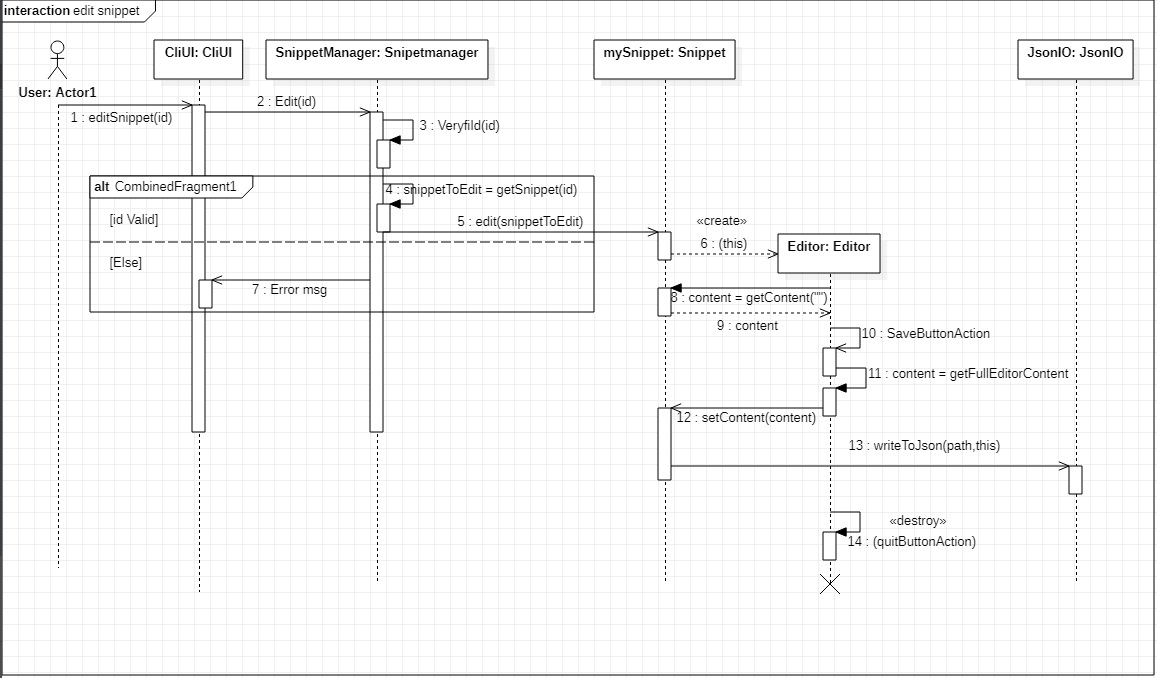 interaction edit snippet
User: Actor1
CliUI: CliUI
SnippetManager: Snipetmanager
mySnippet: Snippet
JsonIO: JsonIO
1 : editSnippet(id)
2 : Edit(id)
3 : VeryfiId(id)
alt CombinedFragment1
4 : snippetToEdit = getSnippet(id)
[id Valid]
5 : edit(snippetToEdit)
«create»
6 : (this)
Editor: Editor
[Else]
7 : Error msg
8 : content = getContent("")
9 : content
10 : SaveButtonAction
11 : content = getFullEditorContent
12 : setContent(content)
13 : writeToJson(path,this)
«destroy»
14 : (quitButtonAction)